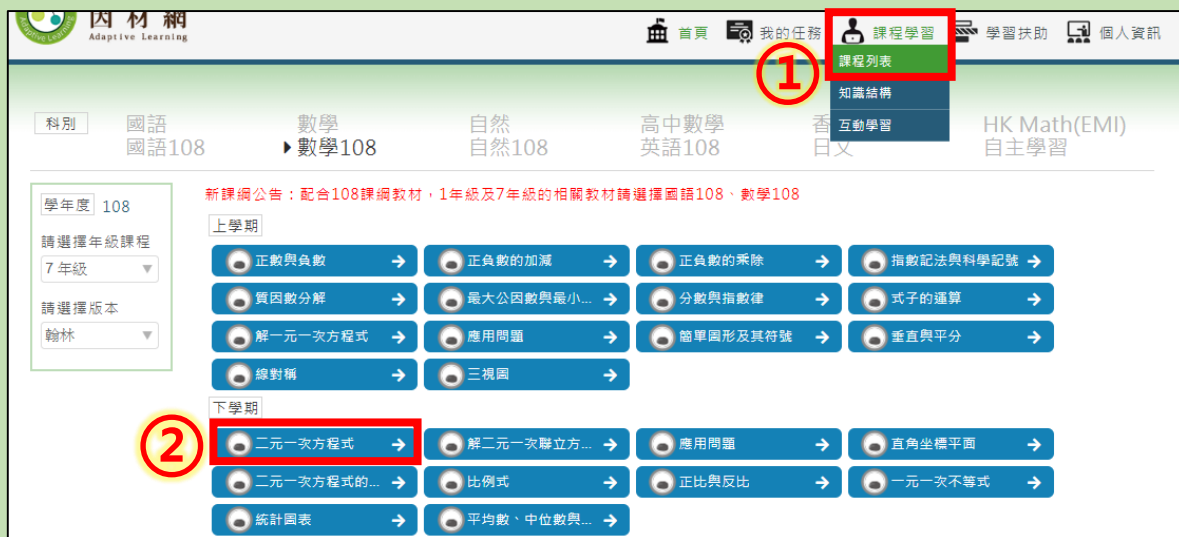 因材網
Adaptive Learning
首頁 我的任務 課程學習 學習扶助 個人資訊
①
課程列表
知識結構
互動學習
科別 國語 數學 自然 高中數學 香 HK Math(EMI)
國語108 ▶數學108 自然108 英語108 日文 自主學習
新課綱公告：配合108課綱教材，1年級及7年級的相關教材請選擇國語108、數學108
學年度 108
請選擇年級課程
7 年級
請選擇版本
翰林
上學期
正數與負數 → 正負數的加減 → 正負數的乘除 → 指數記法與科學記號 →
質因數分解 → 最大公因數與最小... → 分數與指數律 → 式子的運算 →
解一元一次方程式 → 應用問題 → 簡單圖形及其符號 → 垂直與平分 →
線對稱 → 三視圖 →
下學期
② 二元一次方程式 → 解二元一次聯立方... → 應用問題 → 直角坐標平面 →
二元一次方程式的... → 比例式 → 正比與反比 → 一元一次不等式 →
統計圖表 → 平均數、中位數與... →